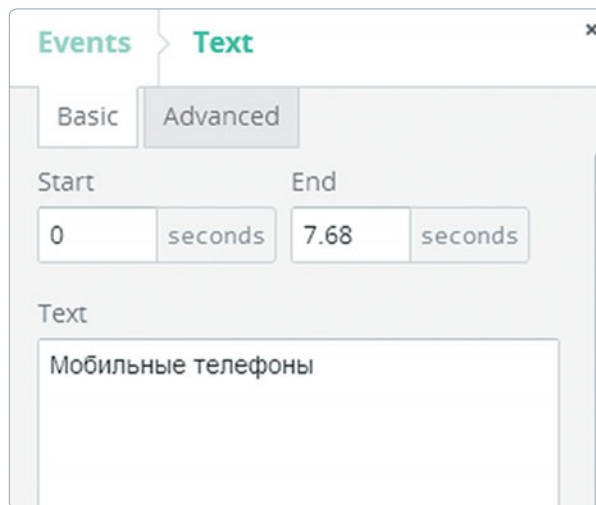 Events Text
Basic Advanced
Start End
0 seconds 7.68 seconds
Text
Мобильные телефоны